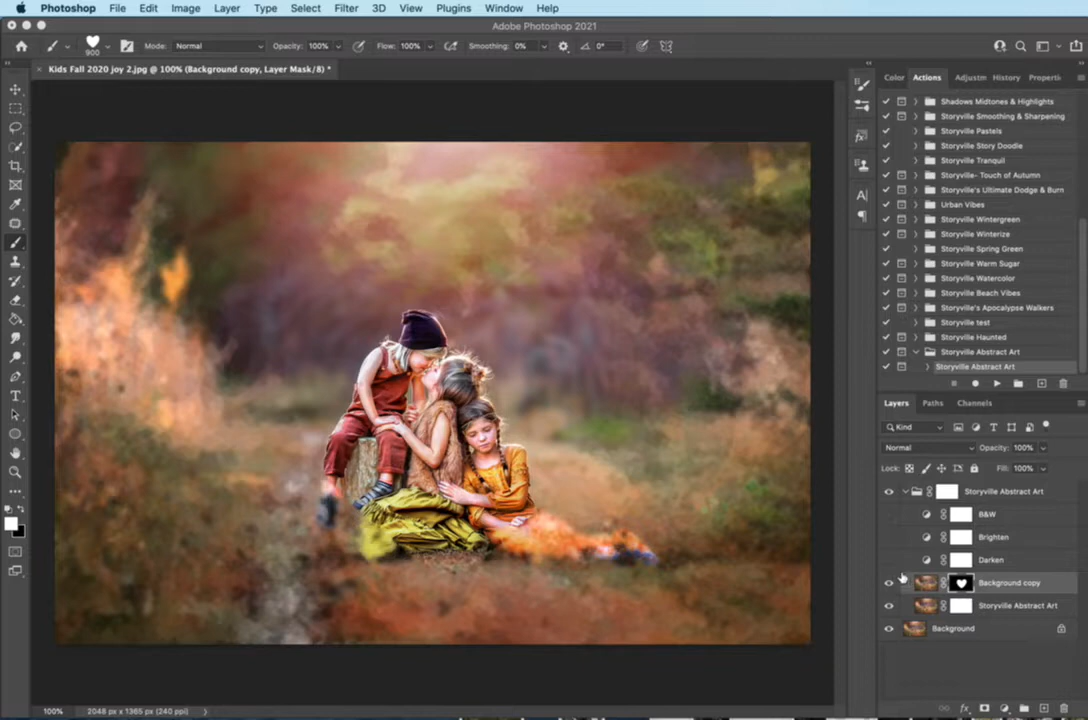 Photoshop File Edit Image Layer Type Select Filter 3D View Plugins Window Help
Adobe Photoshop 2021
900 Mode: Normal Opacity: 100% Flow: 100% Smoothing: 0% 0°
× Kids Fall 2020 joy 2.jpg @ 100% (Background copy, Layer Mask/8) *
Color Actions Adjustm History Properti
Shadows Midtones & Highlights
Storyville Smoothing & Sharpening
Storyville Pastels
Storyville Story Doodie
Storyville Tranquil
Storyville- Touch of Autumn
Storyville's Ultimate Dodge & Burn
Urban Vibes
Storyville Wintergreen
Storyville Winterize
Storyville Spring Green
Storyville Warm Sugar
Storyville Watercolor
Storyville Beach Vibes
Storyville's Apocalypse Walkers
Storyville test
Storyville Haunted
Storyville Abstract Art
Storyville Abstract Art
Layers Paths Channels
Kind
Normal Opacity: 100%
Lock: Fill: 100%
Storyville Abstract Art
B&W
Brighten
Darken
Background copy
Storyville Abstract Art
Background
100% 2048 px x 1365 px (240 ppi)